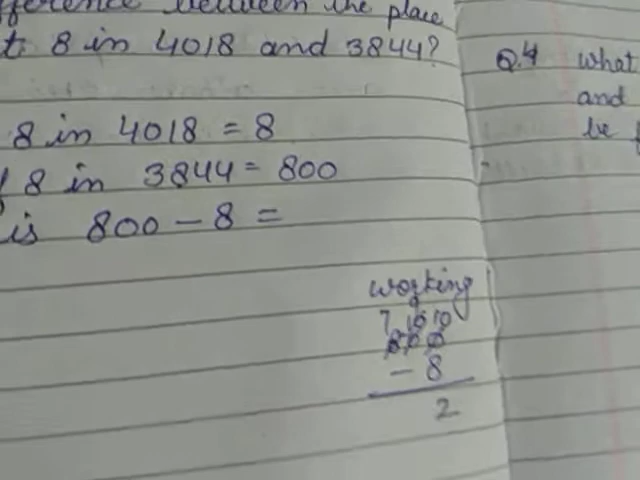 difference between the place
8 in 4018 and 3844?
8 in 4018 = 8
8 in 3844 = 800
is 800 - 8 =
working
9
7 10 10
800
- 8
2
Q.4 what
and
be